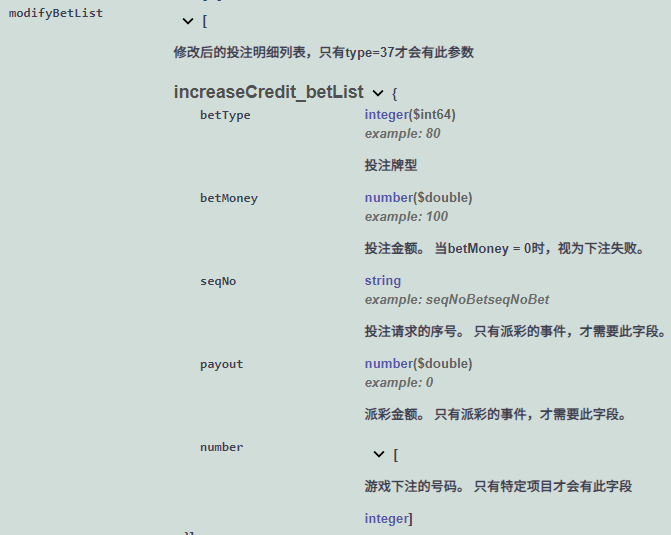 modifyBetList
[
修改后的投注明细列表，只有type=37才会有此参数
increaseCredit_betList {
betType integer($int64)
example: 80
投注牌型
betMoney number($double)
example: 100
投注金额。 当betMoney = 0时，视为下注失败。
seqNo string
example: seqNoBetseqNoBet
投注请求的序号。 只有派彩的事件，才需要此字段。
payout number($double)
example: 0
派彩金额。 只有派彩的事件，才需要此字段。
number [
游戏下注的号码。 只有特定项目才会有此字段
integer]